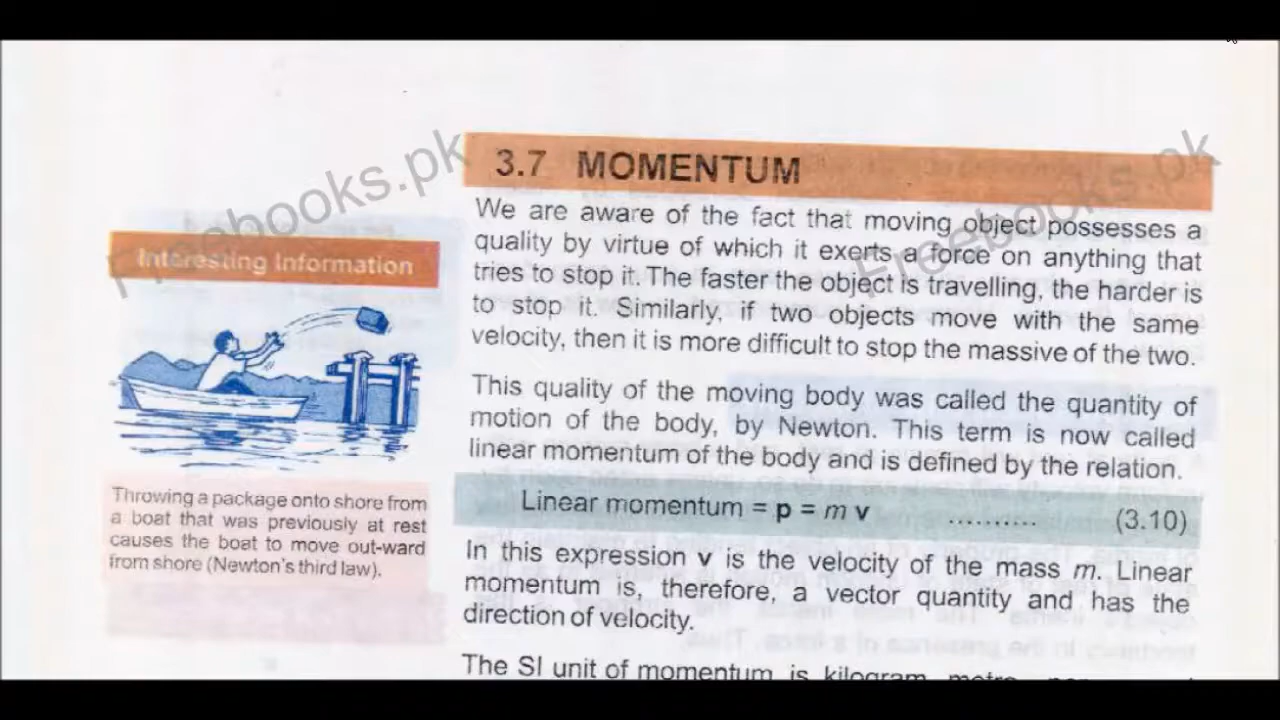 3.7 MOMENTUM
We are aware of the fact that moving object possesses a
quality by virtue of which it exerts a force on anything that
tries to stop it. The faster the object is travelling, the harder is
to stop it. Similarly, if two objects move with the same
velocity, then it is more difficult to stop the massive of the two.
This quality of the moving body was called the quantity of
motion of the body, by Newton. This term is now called
linear momentum of the body and is defined by the relation.
Linear momentum = p = m v .......... (3.10)
In this expression v is the velocity of the mass m. Linear
momentum is, therefore, a vector quantity and has the
direction of velocity.
The SI unit of momentum is kilogram metre
Interesting Information
Throwing a package onto shore from
a boat that was previously at rest
causes the boat to move out-ward
from shore (Newton's third law).
Freebooks.pk
Freebooks.pk